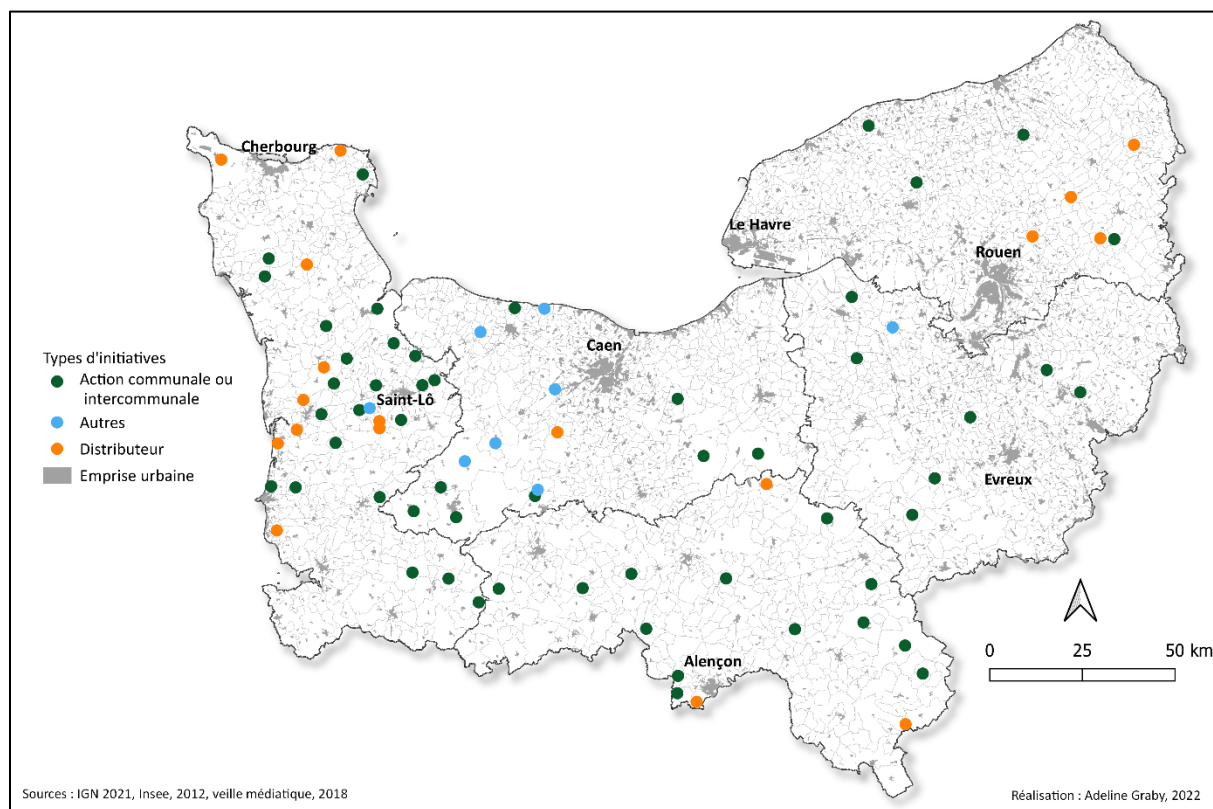 Cherbourg
Le Havre
Rouen
Caen
Types d'initiatives
Action communale ou
intercommunale
Saint-Lô
Autres
Distributeur
Emprise urbaine
Evreux
Alençon
0 25 50 km
Sources : IGN 2021, Insee, 2012, veille médiatique, 2018
Réalisation : Adeline Graby, 2022